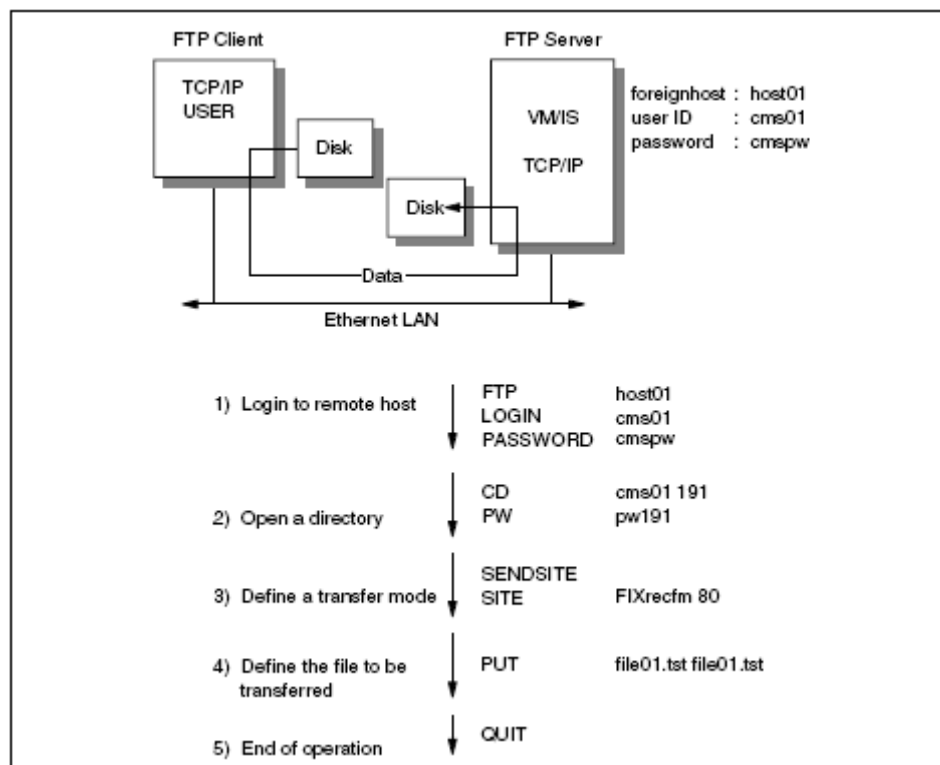 FTP Client
FTP Server
TCP/IP
USER
Disk
Disk
VM/IS
TCP/IP
foreignhost : host01
user ID : cms01
password : cmspw
Data
Ethernet LAN
1) Login to remote host
FTP host01
LOGIN cms01
PASSWORD cmspw
2) Open a directory
CD cms01 191
PW pw191
3) Define a transfer mode
SENDSITE
SITE FIXrecfm 80
4) Define the file to be
transferred
PUT file01.tst file01.tst
5) End of operation
QUIT